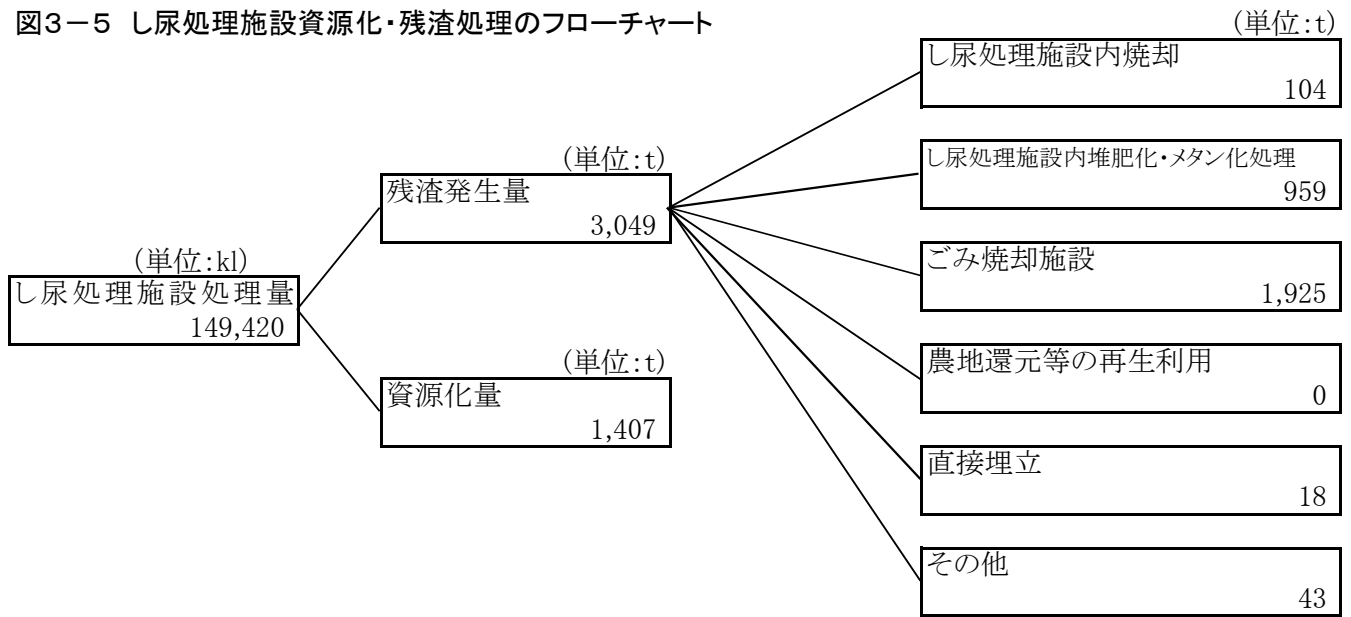 図3－5 し尿処理施設資源化・残渣処理のフローチャート
(単位:t)
し尿処理施設内焼却
104
(単位:t)
残渣発生量
3,049
し尿処理施設内堆肥化・メタン化処理
959
(単位:kl)
し尿処理施設処理量
149,420
ごみ焼却施設
1,925
(単位:t)
資源化量
1,407
農地還元等の再生利用
0
直接埋立
18
その他
43